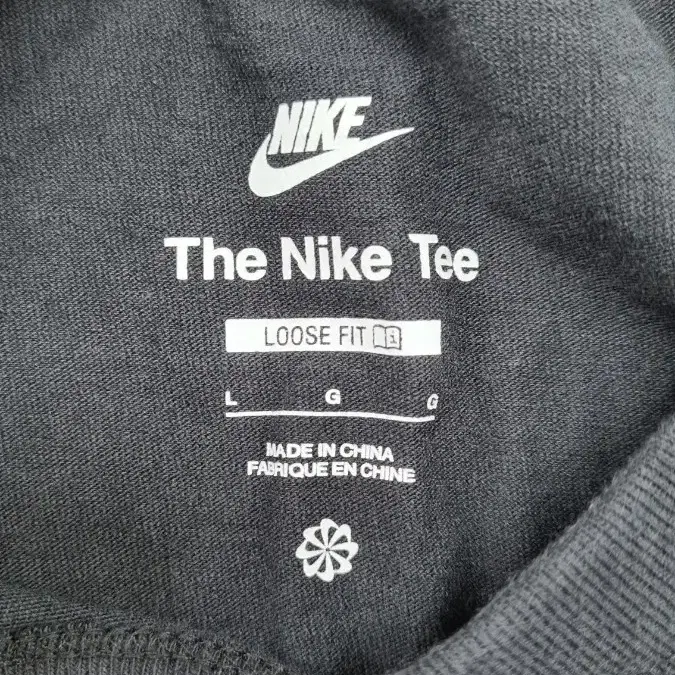 NIKE
The Nike Tee
LOOSE FIT
L G G
MADE IN CHINA
FABRIQUE EN CHINE